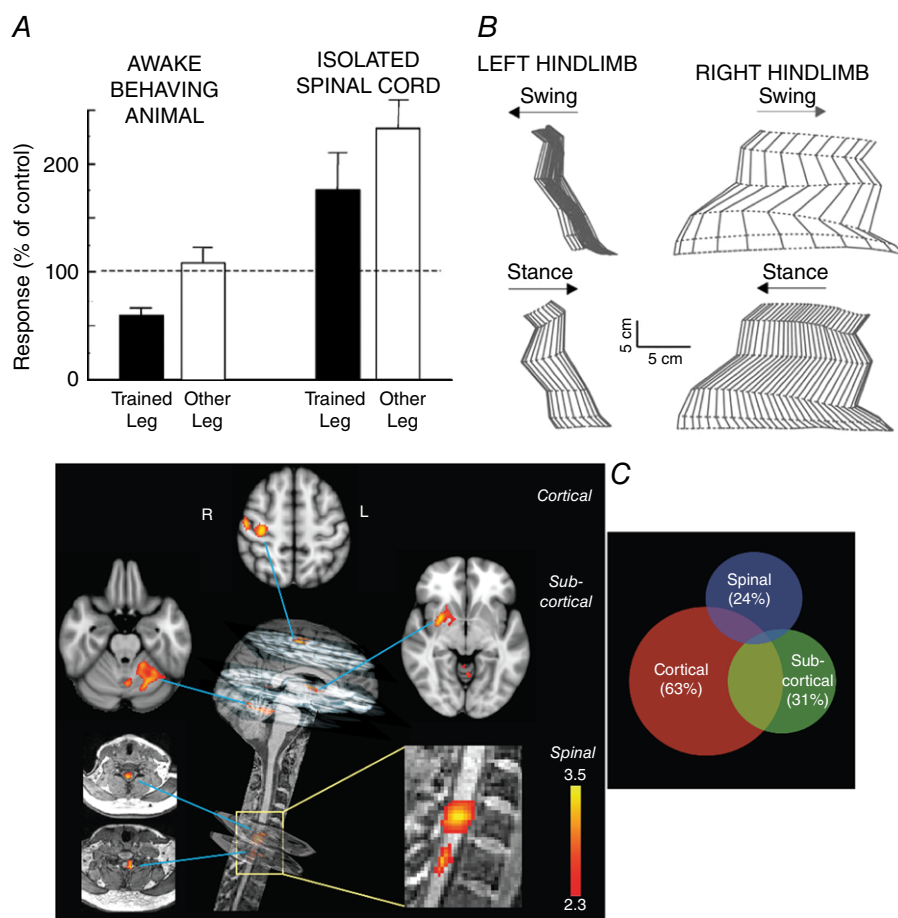 A
AWAKE
BEHAVING
ANIMAL
ISOLATED
SPINAL CORD
Response (% of control)
200
100
0
Trained
Leg
Other
Leg
Trained
Leg
Other
Leg
B
LEFT HINDLIMB
RIGHT HINDLIMB
Swing
Swing
Stance
Stance
5 cm
5 cm
R
L
Cortical
Sub-
cortical
Spinal
3.5
2.3
C
Spinal
(24%)
Cortical
(63%)
Sub-
cortical
(31%)